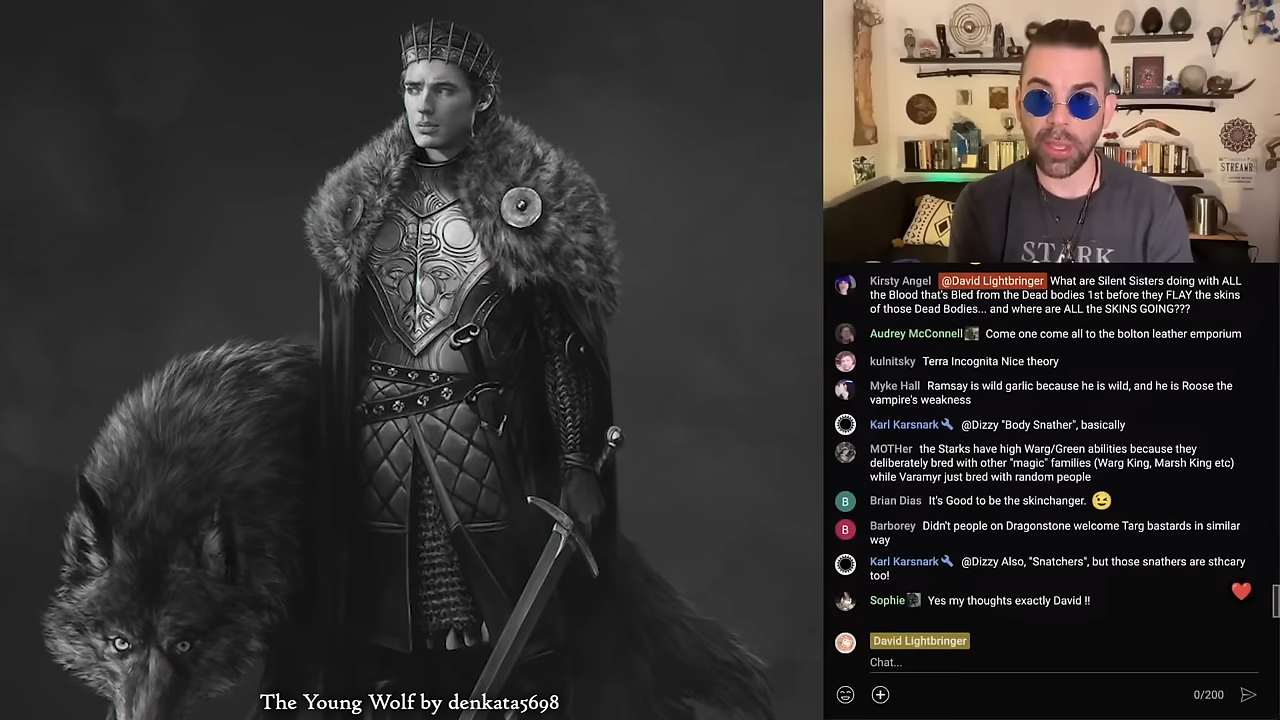 STREAMR
STARK
Kirsty Angel @David Lightbringer What are Silent Sisters doing with ALL
the Blood that's Bled from the Dead bodies 1st before they FLAY the skins
of those Dead Bodies... and where are ALL the SKINS GOING???
Audrey McConnell Come one come all to the bolton leather emporium
kulnitsky Terra Incognita Nice theory
Myke Hall Ramsay is wild garlic because he is wild, and he is Roose the
vampire's weakness
Karl Karsnark @Dizzy "Body Snather", basically
MOTHer the Starks have high Warg/Green abilities because they
deliberately bred with other "magic" families (Warg King, Marsh King etc)
while Varamyr just bred with random people
B Brian Dias It's Good to be the skinchanger. 😉
B Barborey Didn't people on Dragonstone welcome Targ bastards in similar
way
Karl Karsnark @Dizzy Also, "Snatchers", but those snathers are sthcary
too!
Sophie Yes my thoughts exactly David !!
David Lightbringer
Chat...
0/200
The Young Wolf by denkata5698